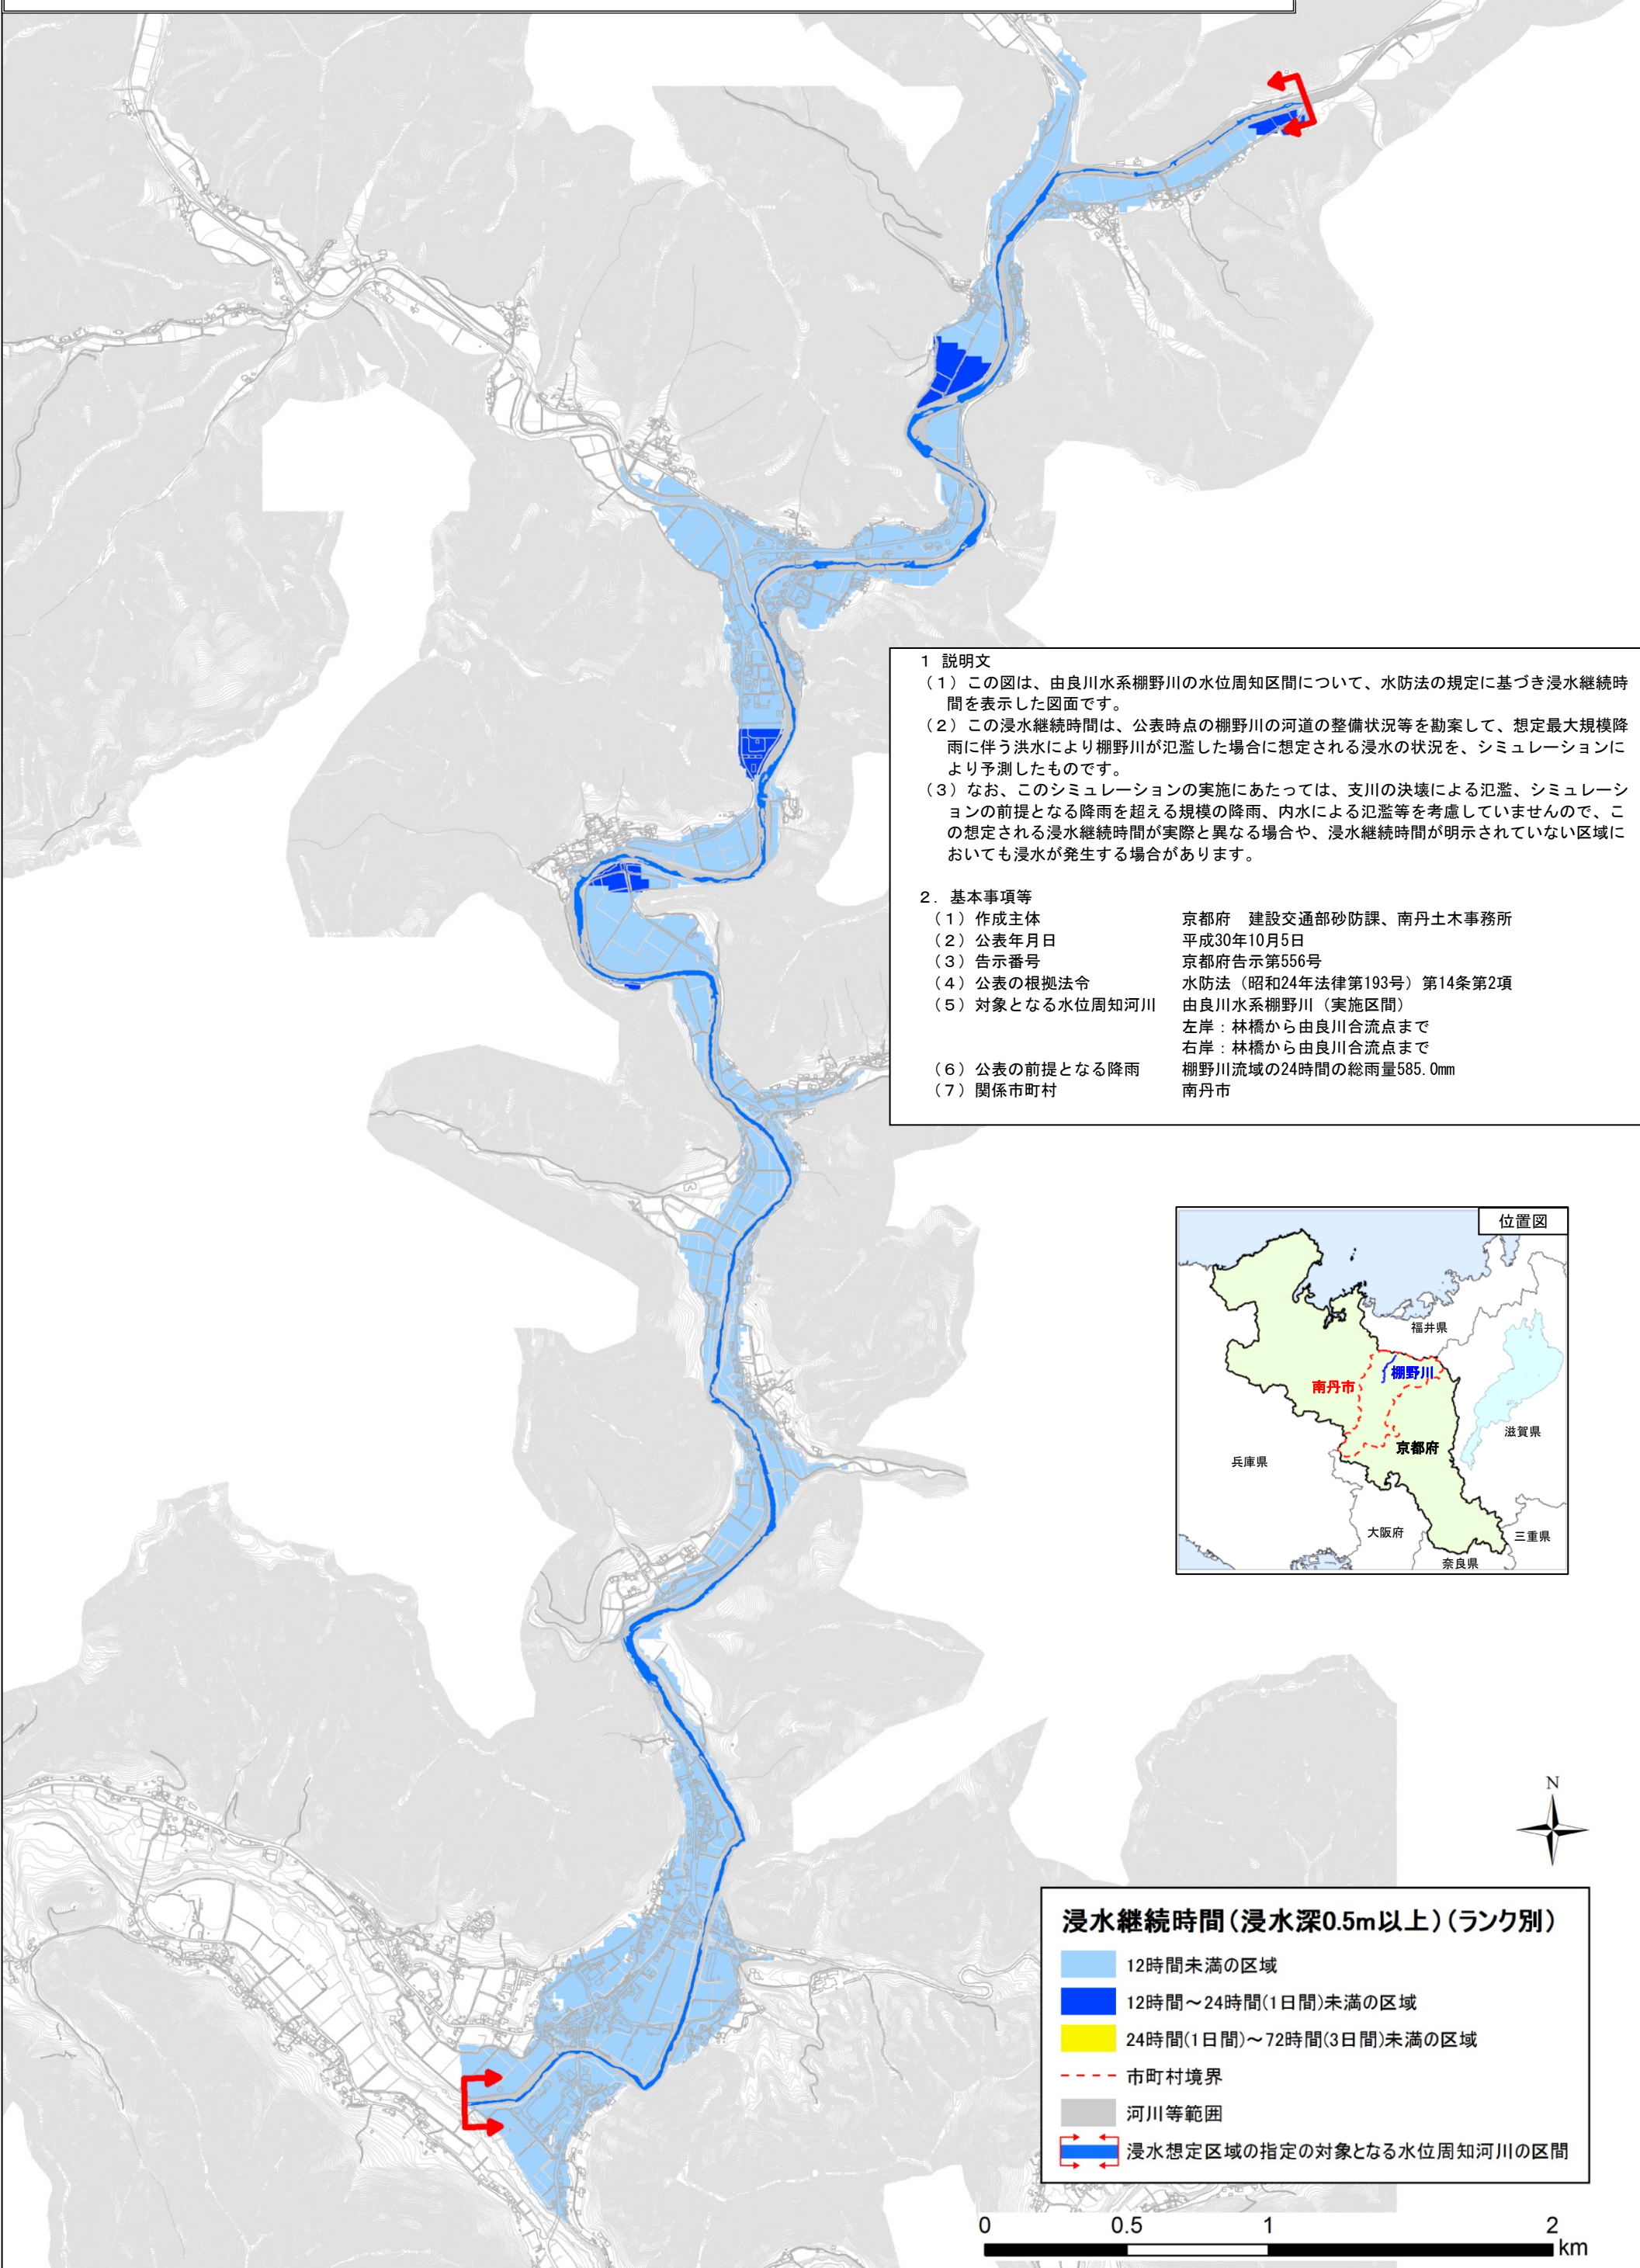 1 説明文
（1）この図は、由良川水系棚野川の水位周知区間について、水防法の規定に基づき浸水継続時
間を表示した図面です。
（2）この浸水継続時間は、公表時点の棚野川の河道の整備状況等を勘案して、想定最大規模降
雨に伴う洪水により棚野川が氾濫した場合に想定される浸水の状況を、シミュレーションに
より予測したものです。
（3）なお、このシミュレーションの実施にあたっては、支川の決壊による氾濫、シミュレーシ
ョンの前提となる降雨を超える規模の降雨、内水による氾濫等を考慮していませんので、こ
の想定される浸水継続時間が実際と異なる場合や、浸水継続時間が明示されていない区域に
おいても浸水が発生する場合があります。
2．基本事項等
（1）作成主体 京都府　建設交通部砂防課、南丹土木事務所
（2）公表年月日 平成30年10月5日
（3）告示番号 京都府告示第556号
（4）公表の根拠法令 水防法（昭和24年法律第193号）第14条第2項
（5）対象となる水位周知河川 由良川水系棚野川（実施区間）
左岸：林橋から由良川合流点まで
右岸：林橋から由良川合流点まで
（6）公表の前提となる降雨 棚野川流域の24時間の総雨量585.0mm
（7）関係市町村 南丹市
位置図
福井県
棚野川
南丹市
滋賀県
京都府
兵庫県
大阪府
三重県
奈良県
N
浸水継続時間（浸水深0.5m以上）（ランク別）
12時間未満の区域
12時間～24時間(1日間)未満の区域
24時間(1日間)～72時間(3日間)未満の区域
市町村境界
河川等範囲
浸水想定区域の指定の対象となる水位周知河川の区間
0 0.5 1 2
km